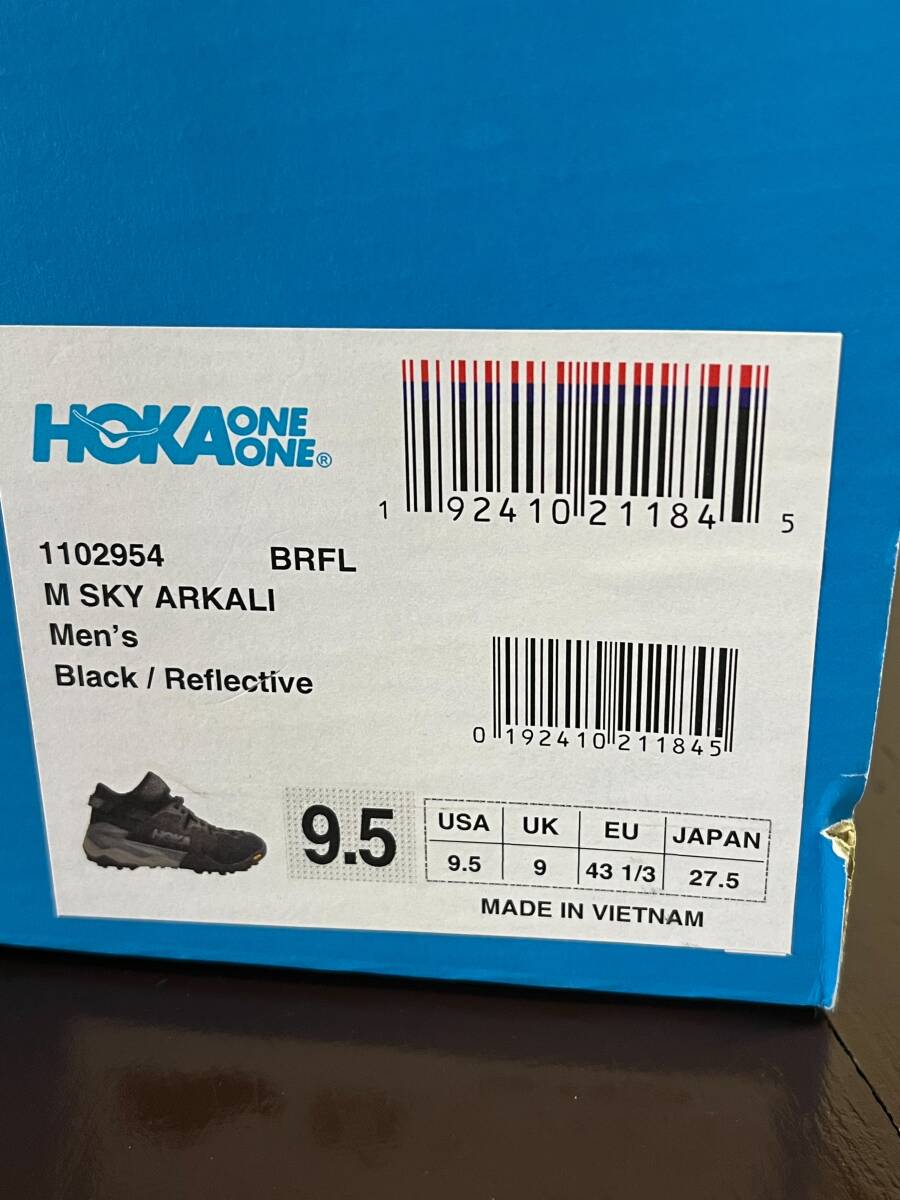 HOKA ONE ONE®
1 92410 21184 5
1102954 BRFL
M SKY ARKALI
Men's
Black / Reflective
0 192410 211845
HOKA
9.5
USA UK EU JAPAN
9.5 9 43 1/3 27.5
MADE IN VIETNAM